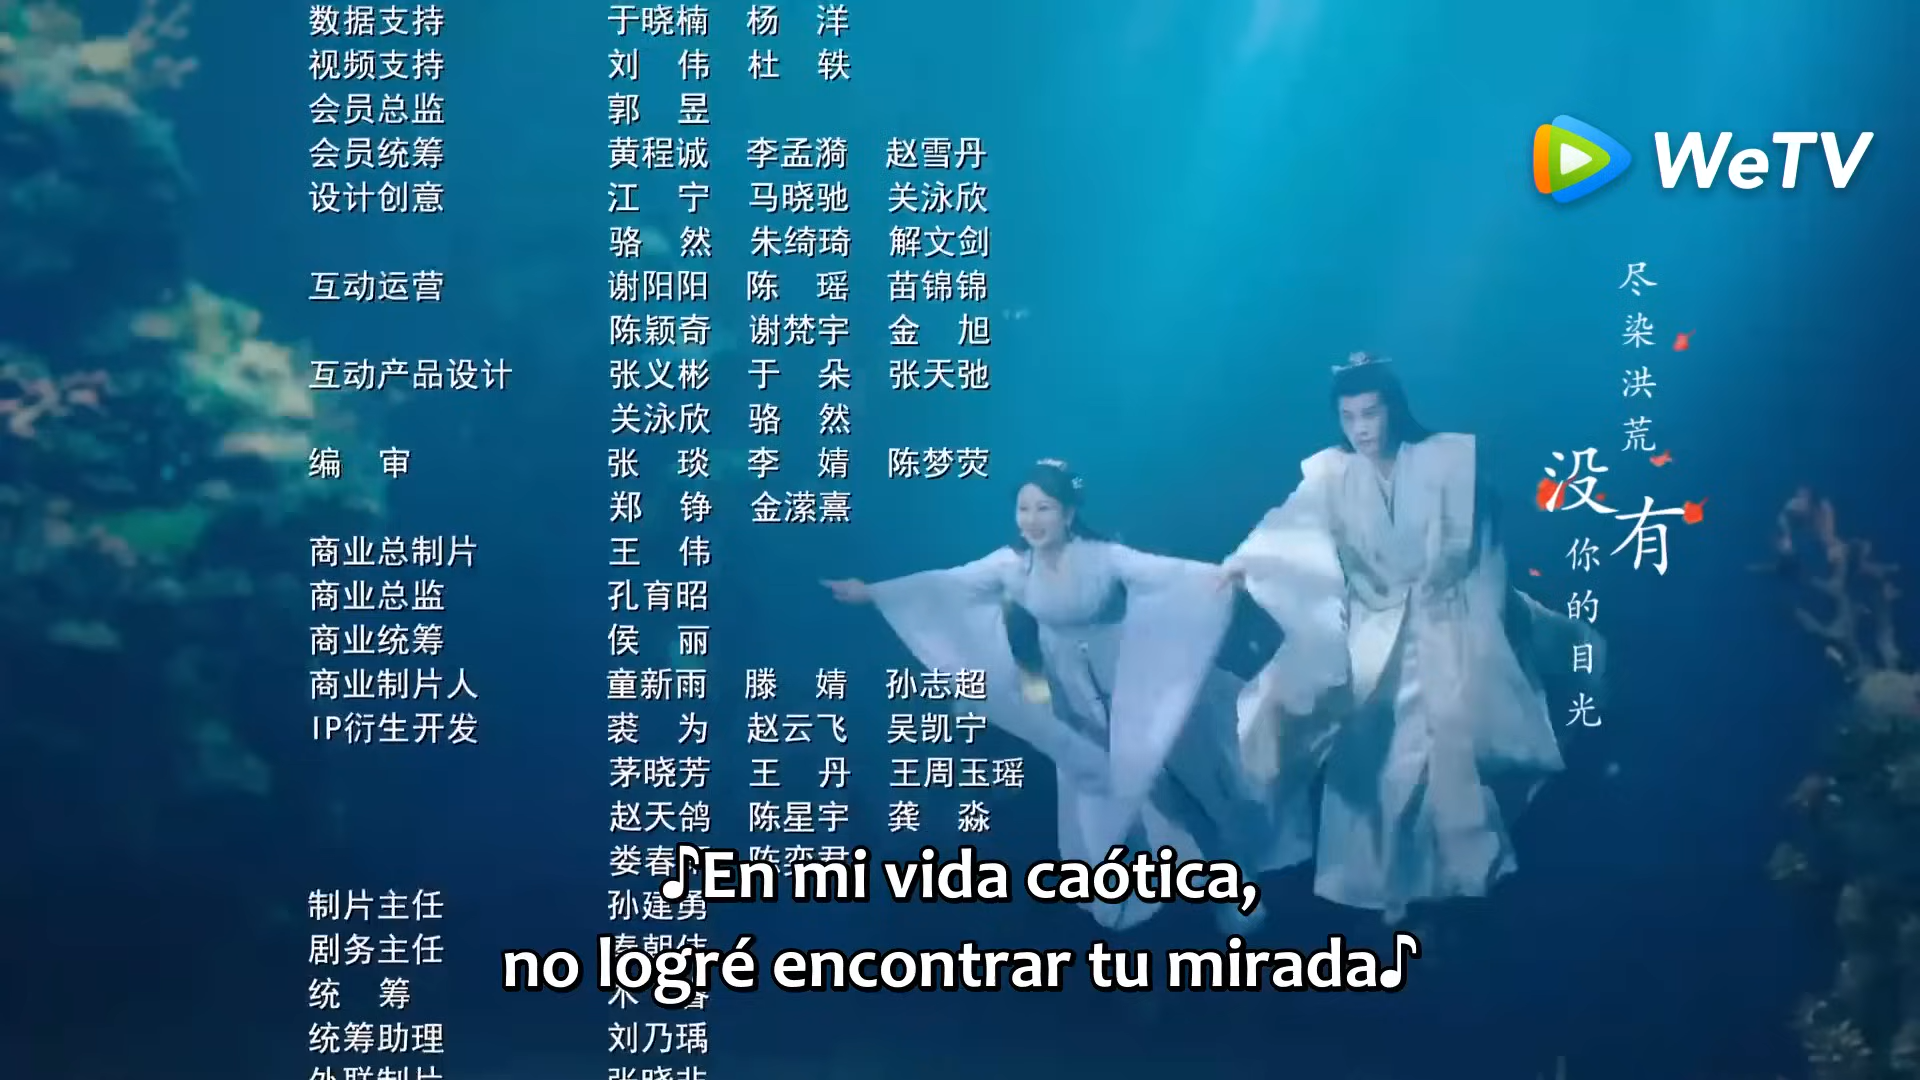 数据支持 于晓楠 杨 洋
视频支持 刘 伟 杜 轶
会员总监 郭 昱
会员统筹 黄程诚 李孟漪 赵雪丹
设计创意 江 宁 马晓驰 关泳欣
骆 然 朱绮琦 解文剑
互动运营 谢阳阳 陈 瑶 苗锦锦
陈颖奇 谢梵宇 金 旭
互动产品设计 张义彬 于 朵 张天弛
关泳欣 骆 然
编 审 张 琰 李 婧 陈梦荧
郑 铮 金潆熹
商业总制片 王 伟
商业总监 孔育昭
商业统筹 侯 丽
商业制片人 童新雨 滕 婧 孙志超
IP衍生开发 裘 为 赵云飞 吴凯宁
茅晓芳 王 丹 王周玉瑶
赵天鸽 陈星宇 龚 淼
娄春 陈奕君
制片主任 孙建勇
剧务主任
统 筹
统筹助理 刘乃瑀
WeTV
尽染洪荒
没有
你的目光
♪En mi vida caótica,
no logré encontrar tu mirada♪